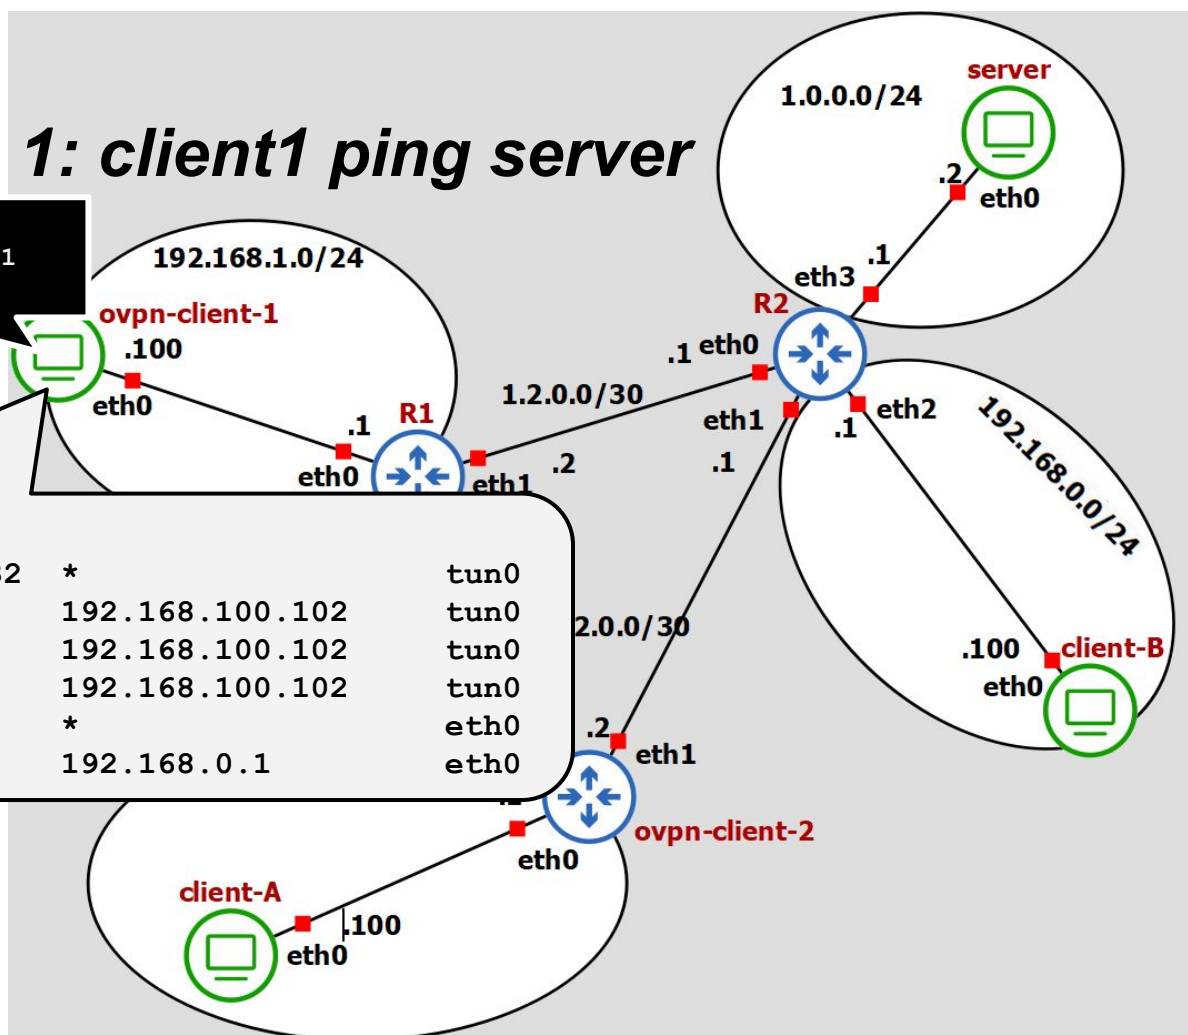 server
1.0.0.0/24
1: client1 ping server
.2
eth0
1
192.168.1.0/24
.1
eth3
R2
ovpn-client-1
.100
eth0
.1
eth0
1.2.0.0/30
eth1
eth2
.1
.1
192.168.0.0/24
R1
.1
eth0
.2
eth1
* tun0
192.168.100.102 tun0
192.168.100.102 tun0
192.168.100.102 tun0
* eth0
192.168.0.1 eth0
2.0.0/30
.100
client-B
eth0
.2
eth1
ovpn-client-2
eth0
client-A
.100
eth0